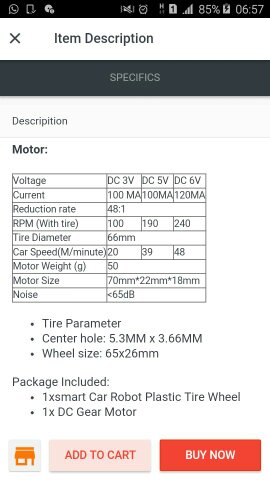 85% 06:57
Item Description
SPECIFICS
Descripition
Motor:
Voltage DC 3V DC 5V DC 6V
Current 100 MA 100MA 120MA
Reduction rate 48:1
RPM (With tire) 100 190 240
Tire Diameter 66mm
Car Speed(M/minute) 20 39 48
Motor Weight (g) 50
Motor Size 70mm*22mm*18mm
Noise <65dB
• Tire Parameter
• Center hole: 5.3MM x 3.66MM
• Wheel size: 65x26mm
Package Included:
• 1xsmart Car Robot Plastic Tire Wheel
• 1x DC Gear Motor
ADD TO CART BUY NOW